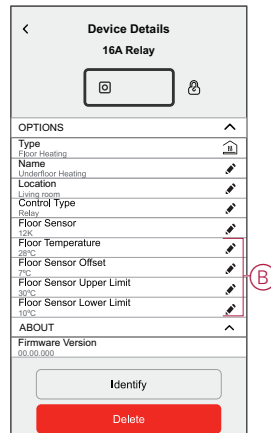 Device Details
16A Relay
OPTIONS
Type
Floor Heating
Name
Underfloor Heating
Location
Living room
Control Type
Relay
Floor Sensor
12K
Floor Temperature
28°C
Floor Sensor Offset
7°C
Floor Sensor Upper Limit
30°C
Floor Sensor Lower Limit
10°C
B
ABOUT
Firmware Version
00.00.000
Identify
Delete